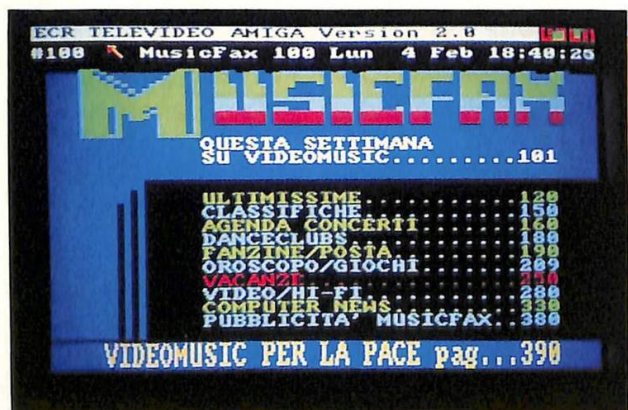 ECR TELEVIDEO AMIGA Version 2.0
#100 MusicFax 100 Lun 4 Feb 18:40:25
MUSICFAX
QUESTA SETTIMANA
SU VIDEOMUSIC.........101
ULTIMISSIME...........120
CLASSIFICHE...........150
AGENDA CONCERTI.......160
DANCECLUBS............180
FANZINE/POSTA.........190
OROSCOPO/GIOCHI.......209
VACANZE...............250
VIDEO/HI-FI...........280
COMPUTER NEWS.........330
PUBBLICITA' MUSICFAX..380
VIDEOMUSIC PER LA PACE pag...390